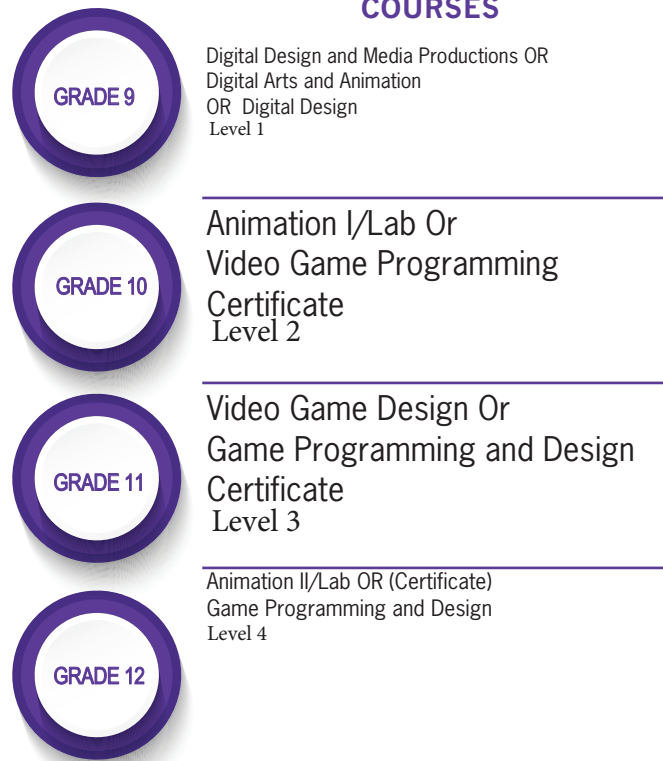 COURSES
GRADE 9
Digital Design and Media Productions OR
Digital Arts and Animation
OR Digital Design
Level 1
GRADE 10
Animation I/Lab Or
Video Game Programming
Certificate
Level 2
GRADE 11
Video Game Design Or
Game Programming and Design
Certificate
Level 3
GRADE 12
Animation II/Lab OR (Certificate)
Game Programming and Design
Level 4